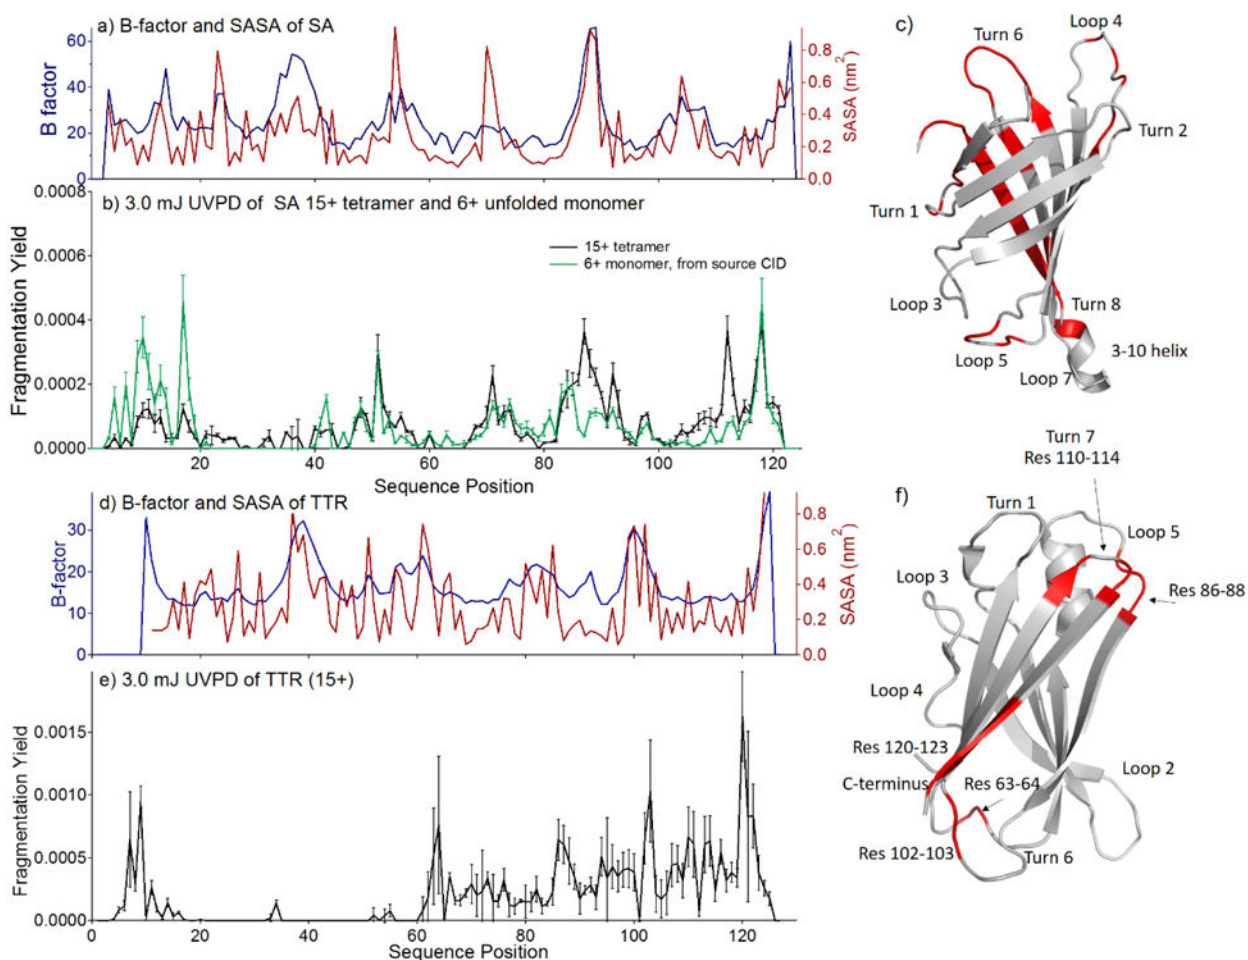 a) B-factor and SASA of SA
B factor
60
40
20
0
SASA (nm²)
0.8
0.6
0.4
0.2
0.0
b) 3.0 mJ UVPD of SA 15+ tetramer and 6+ unfolded monomer
15+ tetramer
6+ monomer, from source CID
Fragmentation Yield
0.0008
0.0006
0.0004
0.0002
0.0000
20
40
60
80
100
120
Sequence Position
c)
Turn 6
Loop 4
Turn 2
Turn 1
Loop 3
Turn 8
Loop 5
Loop 7
3-10 helix
d) B-factor and SASA of TTR
B-factor
30
20
10
0
SASA (nm²)
0.8
0.6
0.4
0.2
0.0
e) 3.0 mJ UVPD of TTR (15+)
Fragmentation Yield
0.0015
0.0010
0.0005
0.0000
0
20
40
60
80
100
120
Sequence Position
f)
Turn 7
Res 110-114
Turn 1
Loop 5
Loop 3
Res 86-88
Loop 4
Res 120-123
C-terminus
Res 63-64
Loop 2
Res 102-103
Turn 6